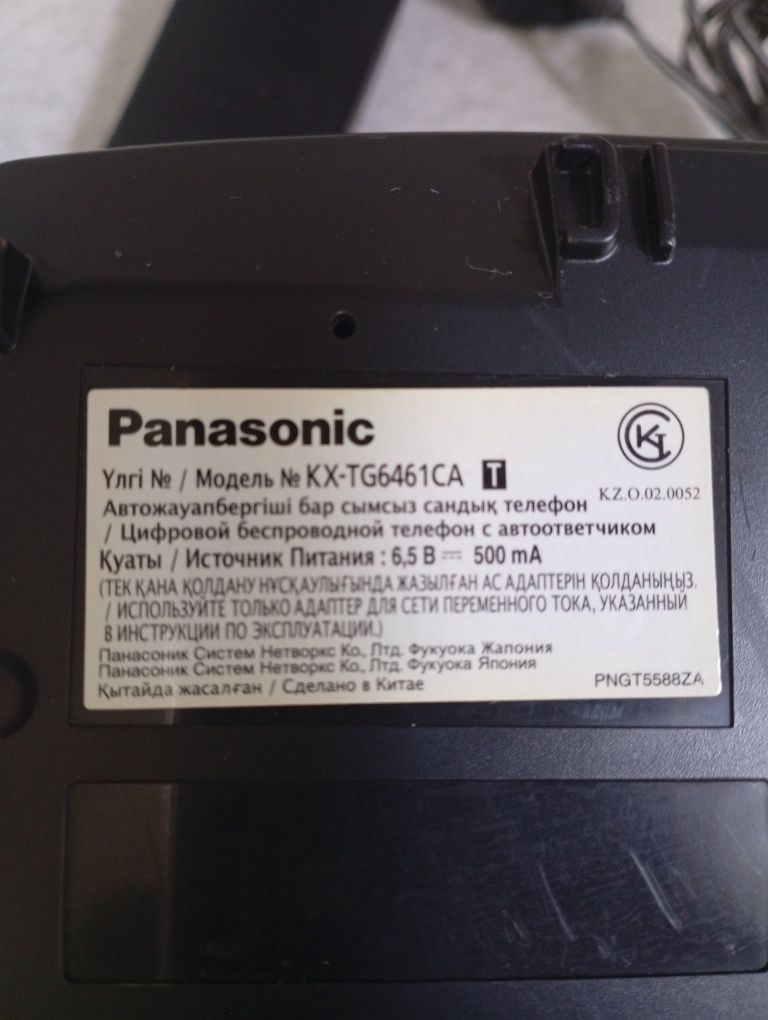 Panasonic
Үлгі № / Модель № KX-TG6461CA T
KZ.O.02.0052
Автожауапбергіші бар сымсыз сандық телефон
/ Цифровой беспроводной телефон с автоответчиком
Қуаты / Источник Питания : 6,5 В ⎓ 500 mA
(ТЕК ҚАНА ҚОЛДАНУ НҰСҚАУЛЫҒЫНДА ЖАЗЫЛҒАН АС АДАПТЕРІН ҚОЛДАНЫҢЫЗ.
/ ИСПОЛЬЗУЙТЕ ТОЛЬКО АДАПТЕР ДЛЯ СЕТИ ПЕРЕМЕННОГО ТОКА, УКАЗАННЫЙ
В ИНСТРУКЦИИ ПО ЭКСПЛУАТАЦИИ.)
Панасоник Систем Нетворкс Ко., Лтд. Фукуока Жапония
Панасоник Систем Нетворкс Ко., Лтд. Фукуока Япония
Қытайда жасалған / Сделано в Китае
PNGT5588ZA